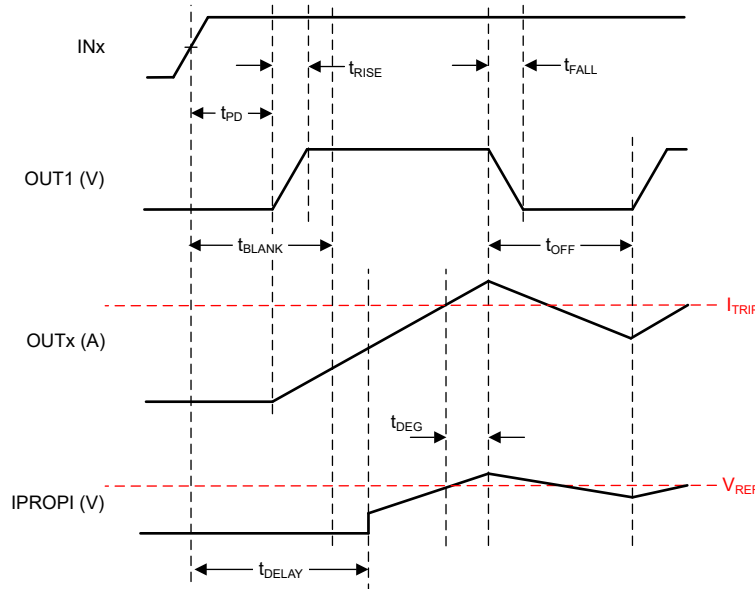 INx
tRISE
tFALL
tPD
OUT1 (V)
tBLANK
tOFF
ITRIP
OUTx (A)
tDEG
VREF
IPROPI (V)
tDELAY